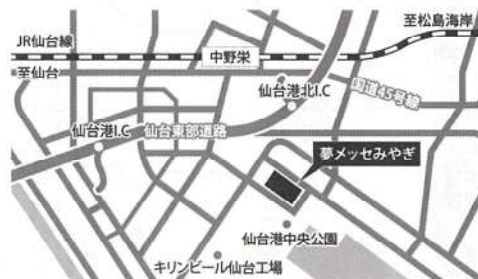 至松島海岸
JR仙台線
中野栄
至仙台
仙台港北I.C
国道45号線
仙台港I.C
仙台東部道路
夢メッセみやぎ
仙台港中央公園
キリンビール仙台工場